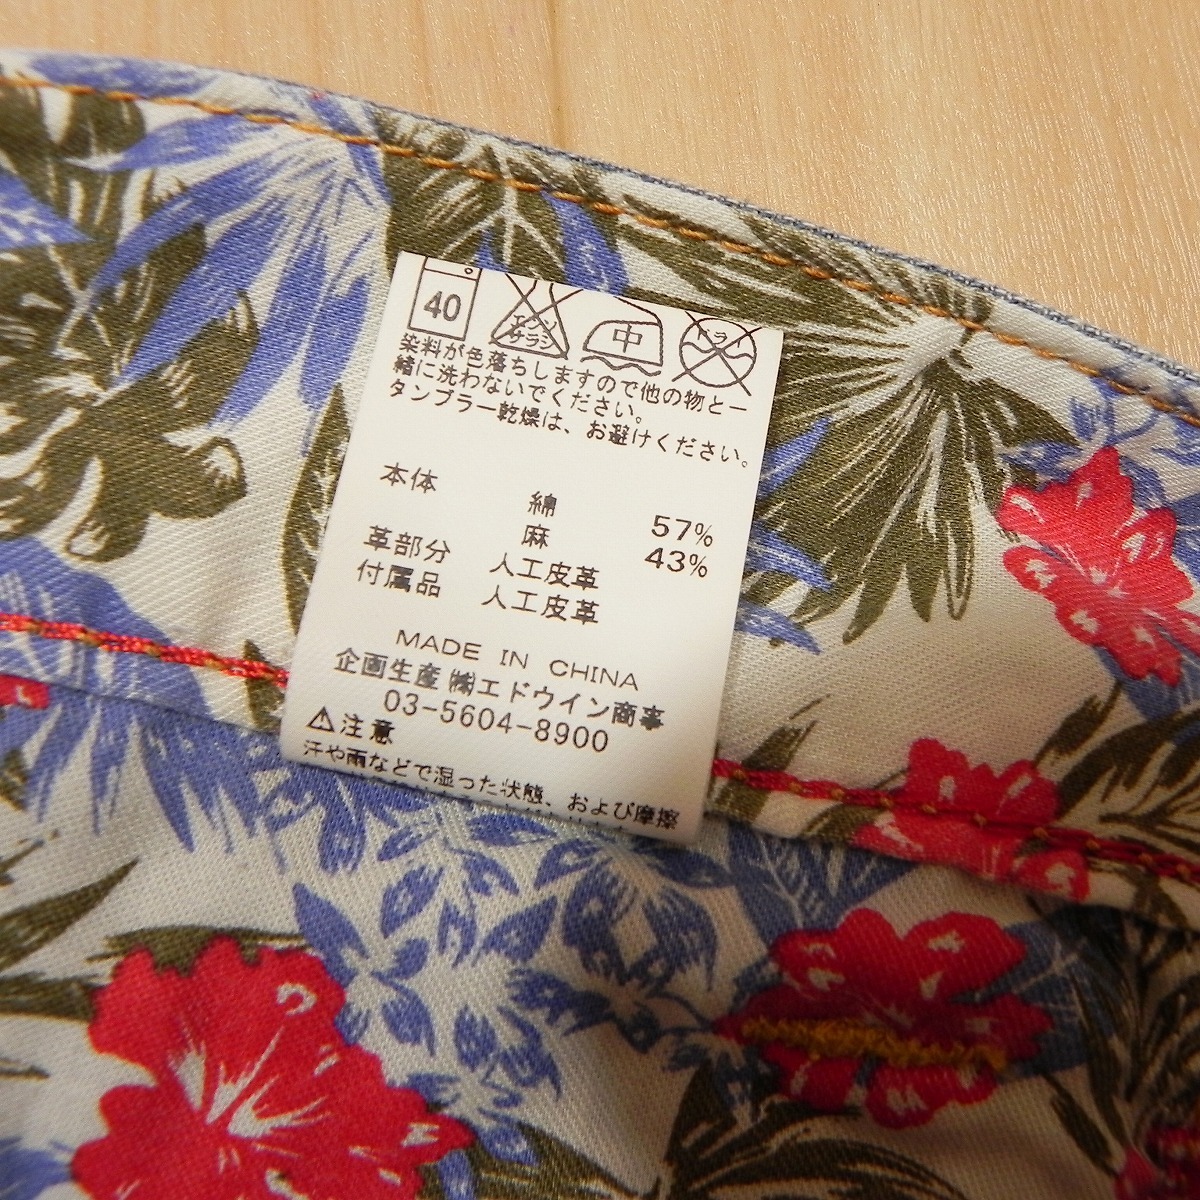 40 エンソ サラシ 中 ドライ
染料が色落ちしますので他の物と一
緒に洗わないでください。
タンブラー乾燥は、お避けください。
本体 綿 57%
麻 43%
革部分 人工皮革
付属品 人工皮革
MADE IN CHINA
企画生産 ㈱エドウイン商事
03-5604-8900
⚠注意
汗や雨などで湿った状態、および摩擦